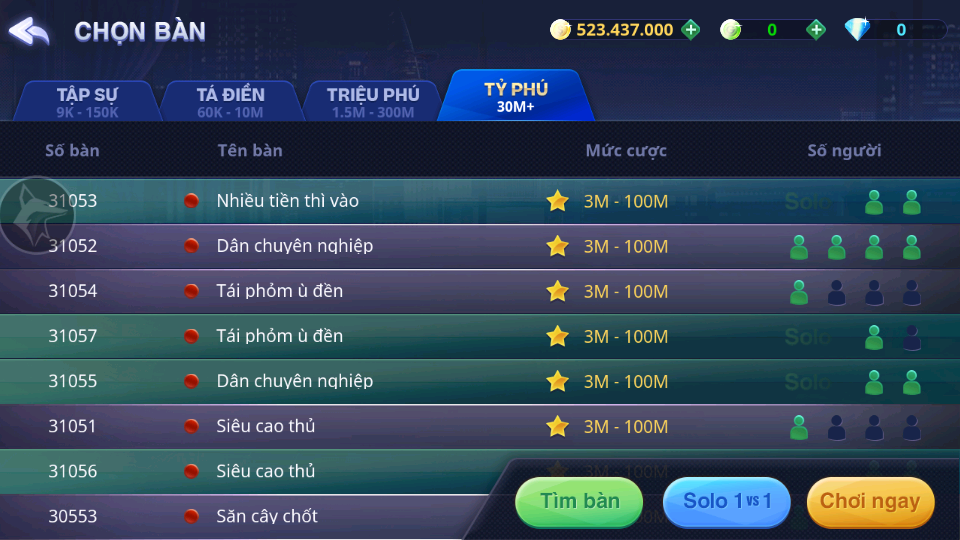 CHỌN BÀN 523.437.000 0 0
TẬP SỰ TÁ ĐIỀN TRIỆU PHÚ TỶ PHÚ
9K - 150K 60K - 10M 1.5M - 300M 30M+
Số bàn Tên bàn Mức cược Số người
31053 Nhiều tiền thì vào 3M - 100M Solo
31052 Dân chuyên nghiệp 3M - 100M
31054 Tái phỏm ù đền 3M - 100M
31057 Tái phỏm ù đền 3M - 100M Solo
31055 Dân chuyên nghiệp 3M - 100M Solo
31051 Siêu cao thủ 3M - 100M
31056 Siêu cao thủ 3M - 100M
30553 Săn cây chốt
Tìm bàn Solo 1 vs 1 Chơi ngay